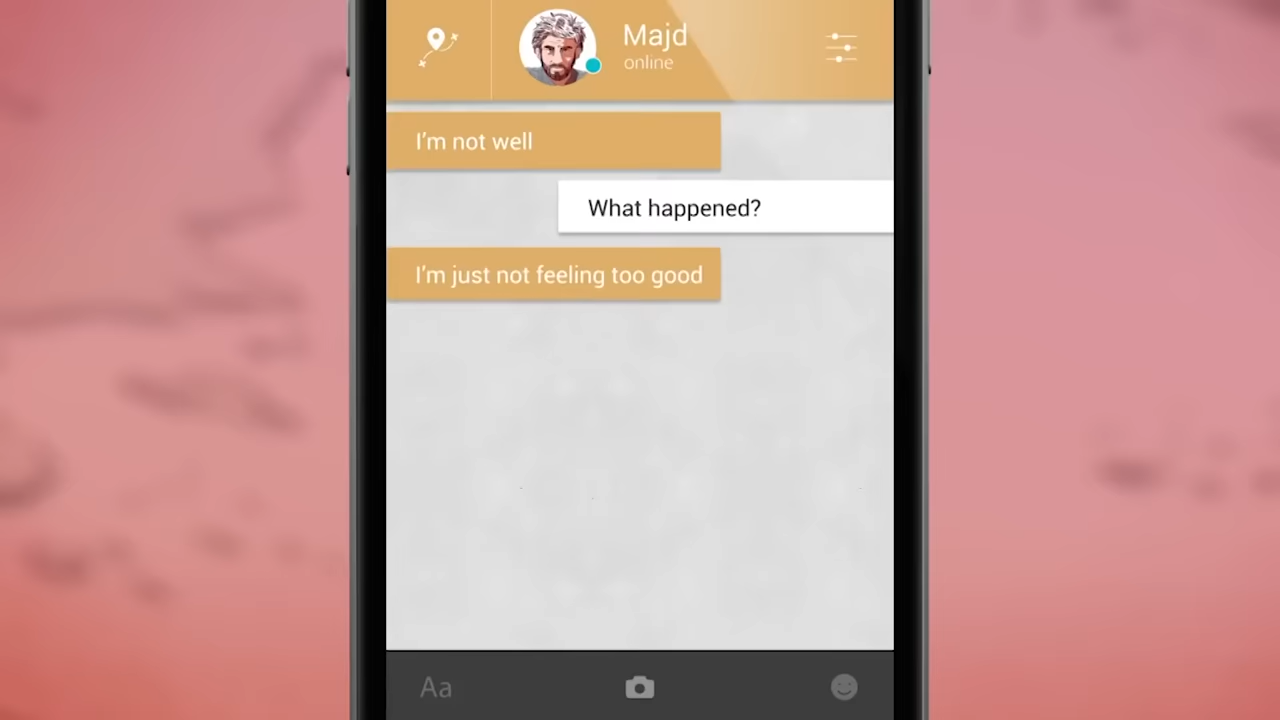 Majd
online
I'm not well
What happened?
I'm just not feeling too good
Aa